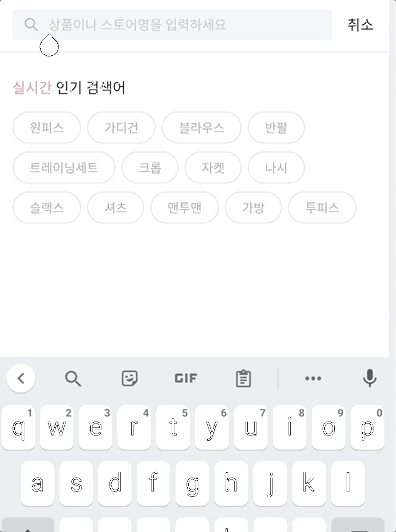 상품이나 스토어명을 입력하세요 취소
실시간 인기 검색어
원피스 가디건 블라우스 반팔
트레이닝세트 크롭 자켓 나시
슬랙스 셔츠 맨투맨 가방 투피스
GIF
1 2 3 4 5 6 7 8 9 0
q w e r t y u i o p
a s d f g h j k l